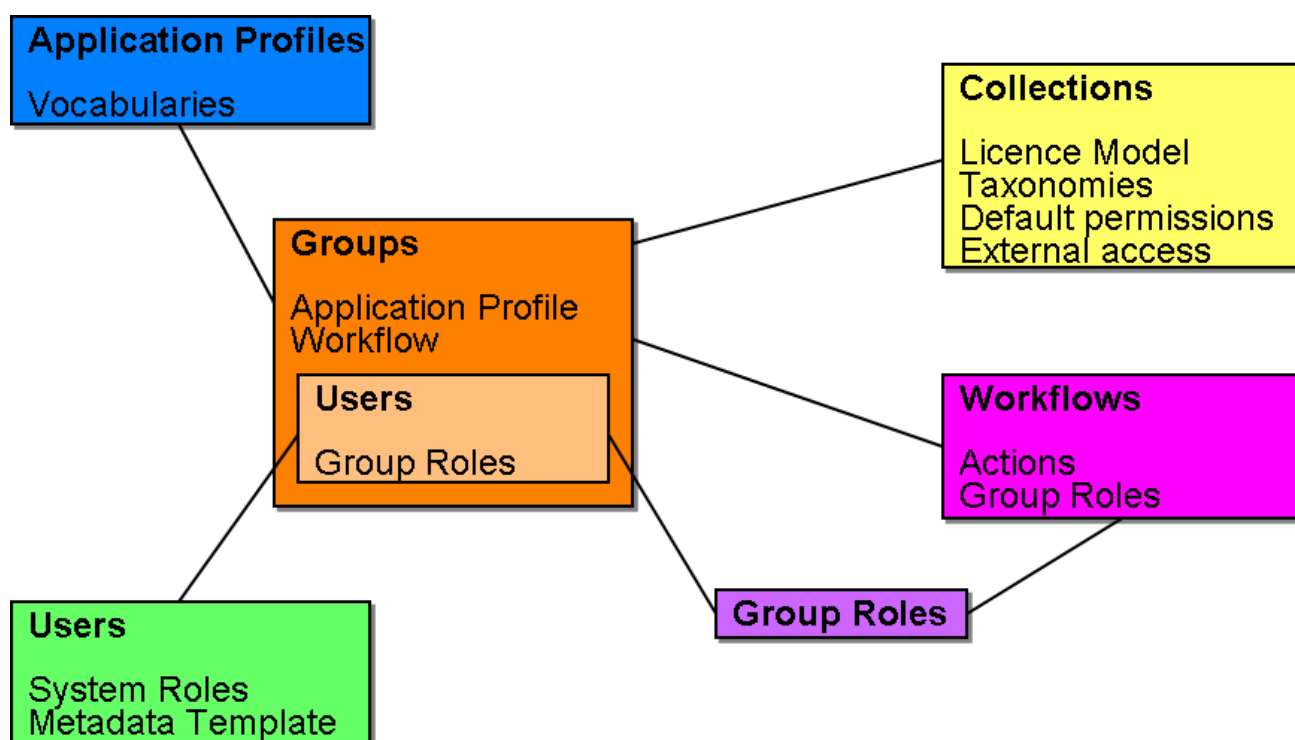 Application Profiles
Vocabularies
Collections
Licence Model
Taxonomies
Default permissions
External access
Groups
Application Profile
Workflow
Users
Group Roles
Workflows
Actions
Group Roles
Group Roles
Users
System Roles
Metadata Template